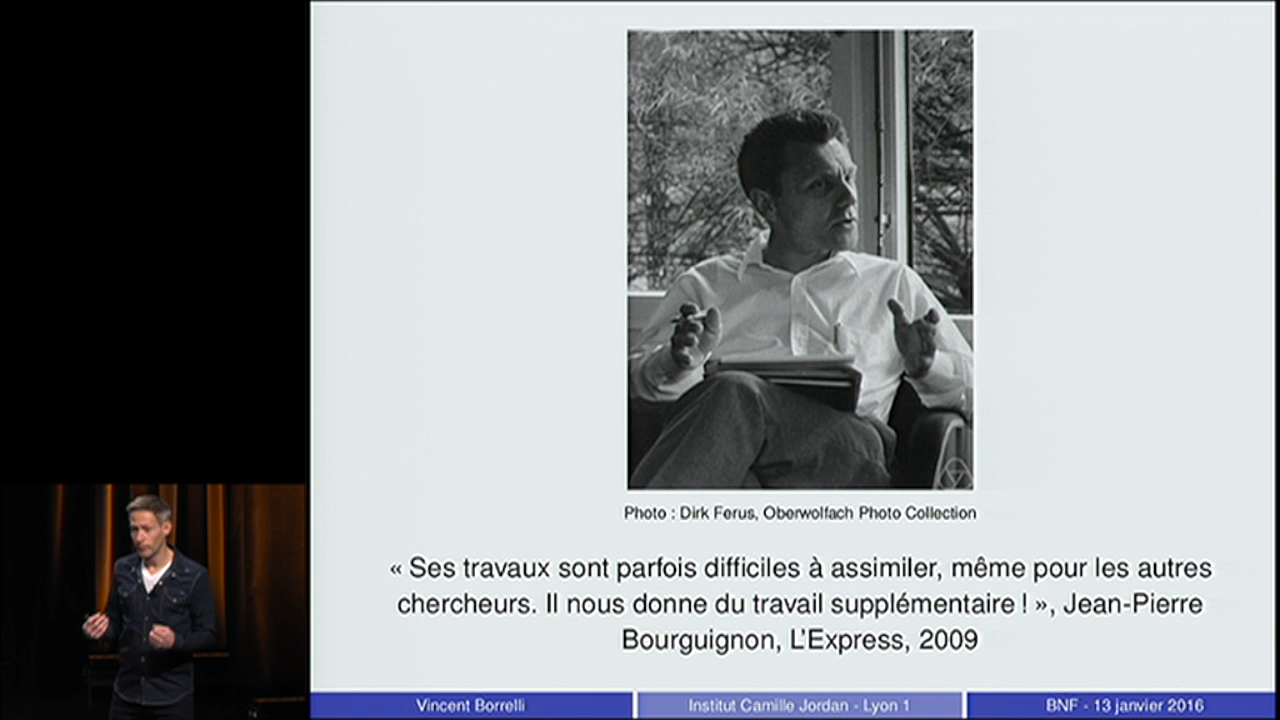 Photo : Dirk Ferus, Oberwolfach Photo Collection
« Ses travaux sont parfois difficiles à assimiler, même pour les autres
chercheurs. Il nous donne du travail supplémentaire ! », Jean-Pierre
Bourguignon, L'Express, 2009
Vincent Borrelli
Institut Camille Jordan - Lyon 1
BNF - 13 janvier 2016